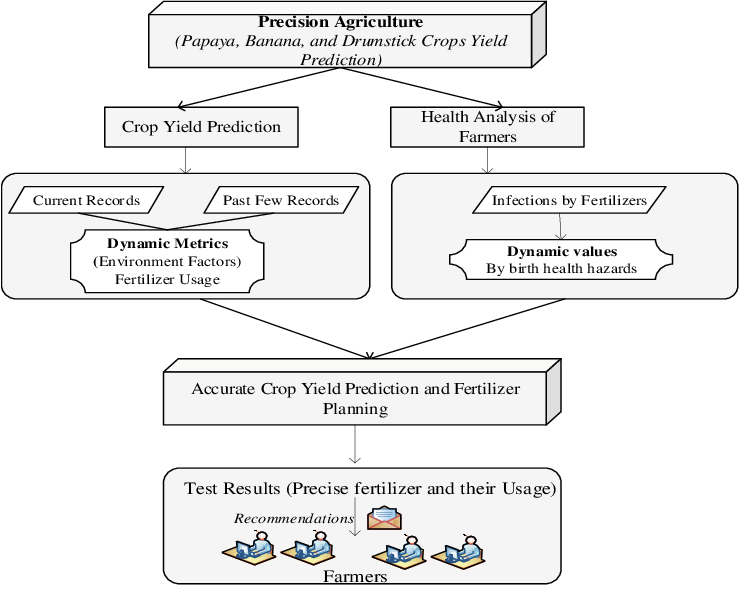 Precision Agriculture
(Papaya, Banana, and Drumstick Crops Yield
Prediction)
Crop Yield Prediction
Health Analysis of
Farmers
Current Records
Past Few Records
Dynamic Metrics
(Environment Factors)
Fertilizer Usage
Infections by Fertilizers
Dynamic values
By birth health hazards
Accurate Crop Yield Prediction and Fertilizer
Planning
Test Results (Precise fertilizer and their Usage)
Recommendations
Farmers